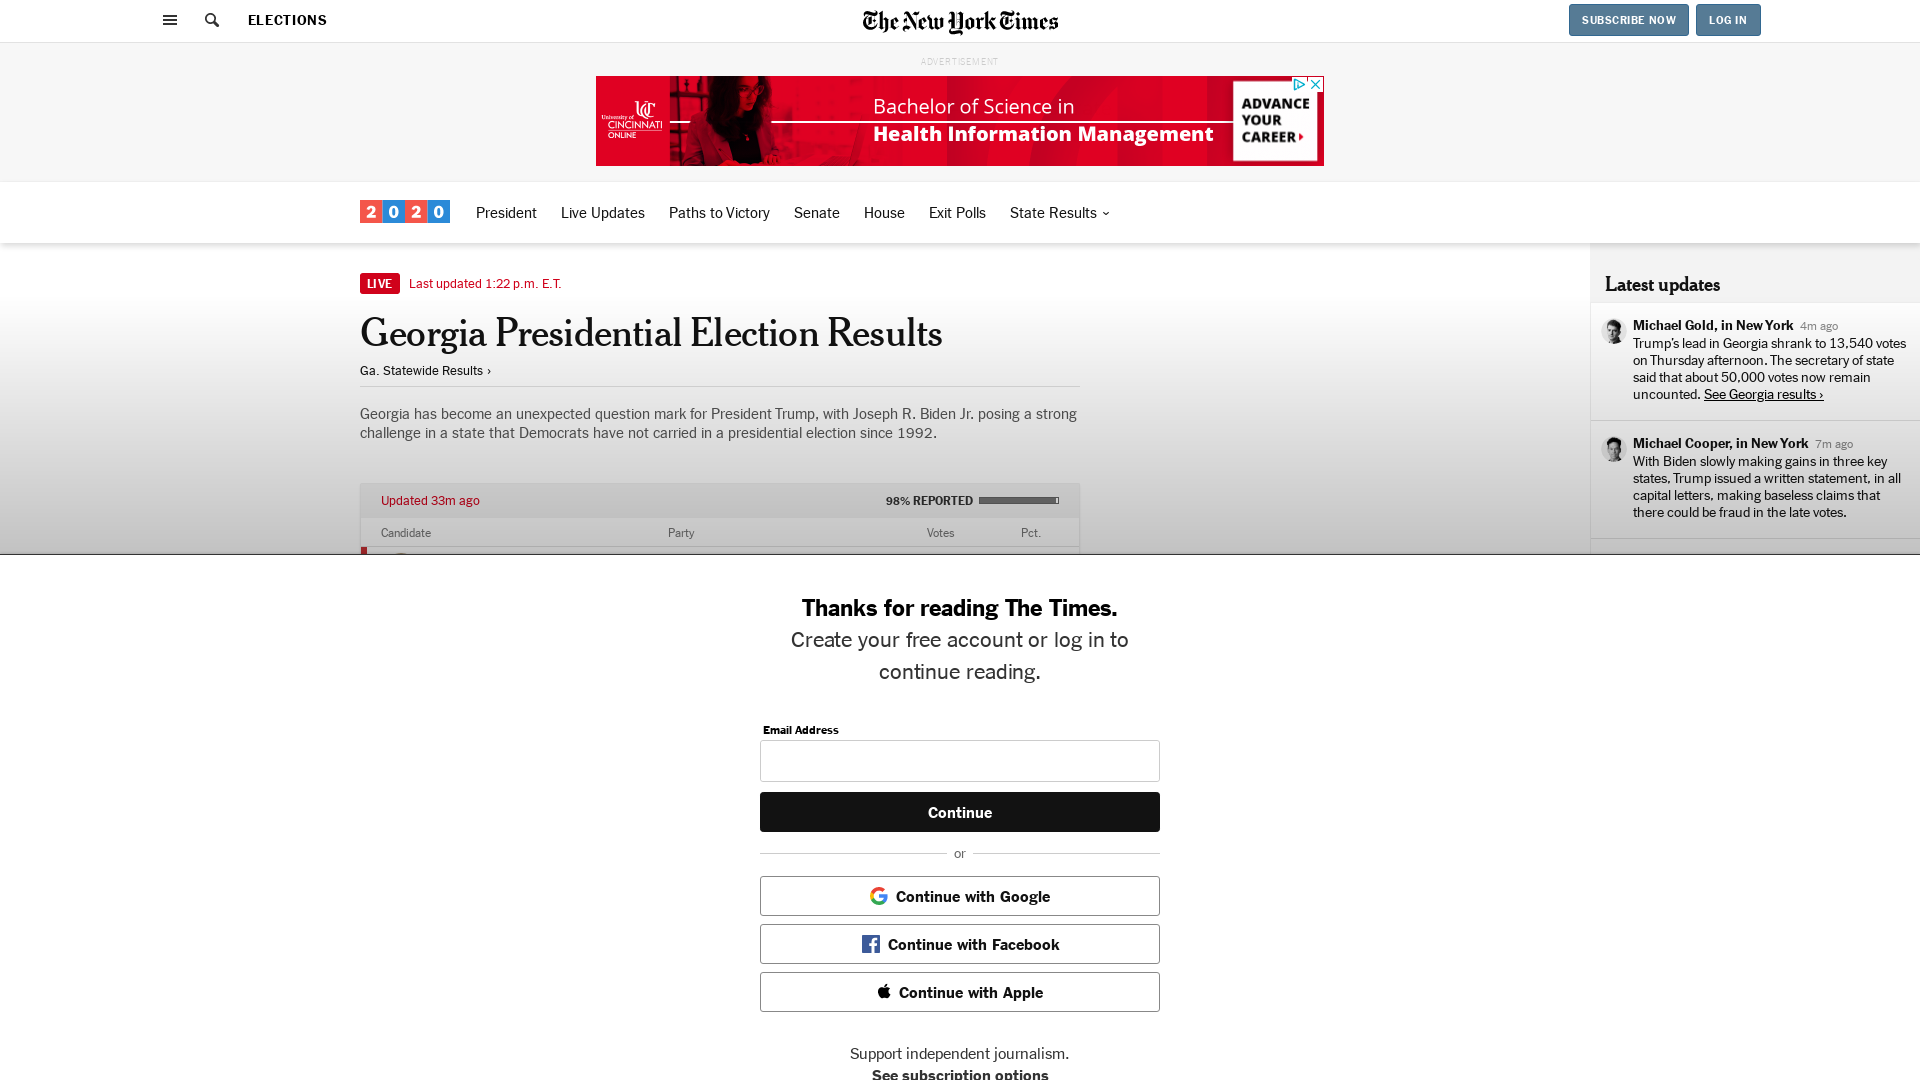 ELECTIONS
The New York Times
SUBSCRIBE NOW
LOG IN
ADVERTISEMENT
University of
CINCINNATI
ONLINE
Bachelor of Science in
Health Information Management
ADVANCE
YOUR
CAREER
2020
President
Live Updates
Paths to Victory
Senate
House
Exit Polls
State Results
LIVE Last updated 1:22 p.m. E.T.
Georgia Presidential Election Results
Ga. Statewide Results ›
Georgia has become an unexpected question mark for President Trump, with Joseph R. Biden Jr. posing a strong
challenge in a state that Democrats have not carried in a presidential election since 1992.
Updated 33m ago
98% REPORTED
Candidate Party Votes Pct.
Latest updates
Michael Gold, in New York 4m ago
Trump’s lead in Georgia shrank to 13,540 votes
on Thursday afternoon. The secretary of state
said that about 50,000 votes now remain
uncounted. See Georgia results ›
Michael Cooper, in New York 7m ago
With Biden slowly making gains in three key
states, Trump issued a written statement, in all
capital letters, making baseless claims that
there could be fraud in the late votes.
Thanks for reading The Times.
Create your free account or log in to
continue reading.
Email Address
Continue
or
Continue with Google
Continue with Facebook
Continue with Apple
Support independent journalism.
See subscription options